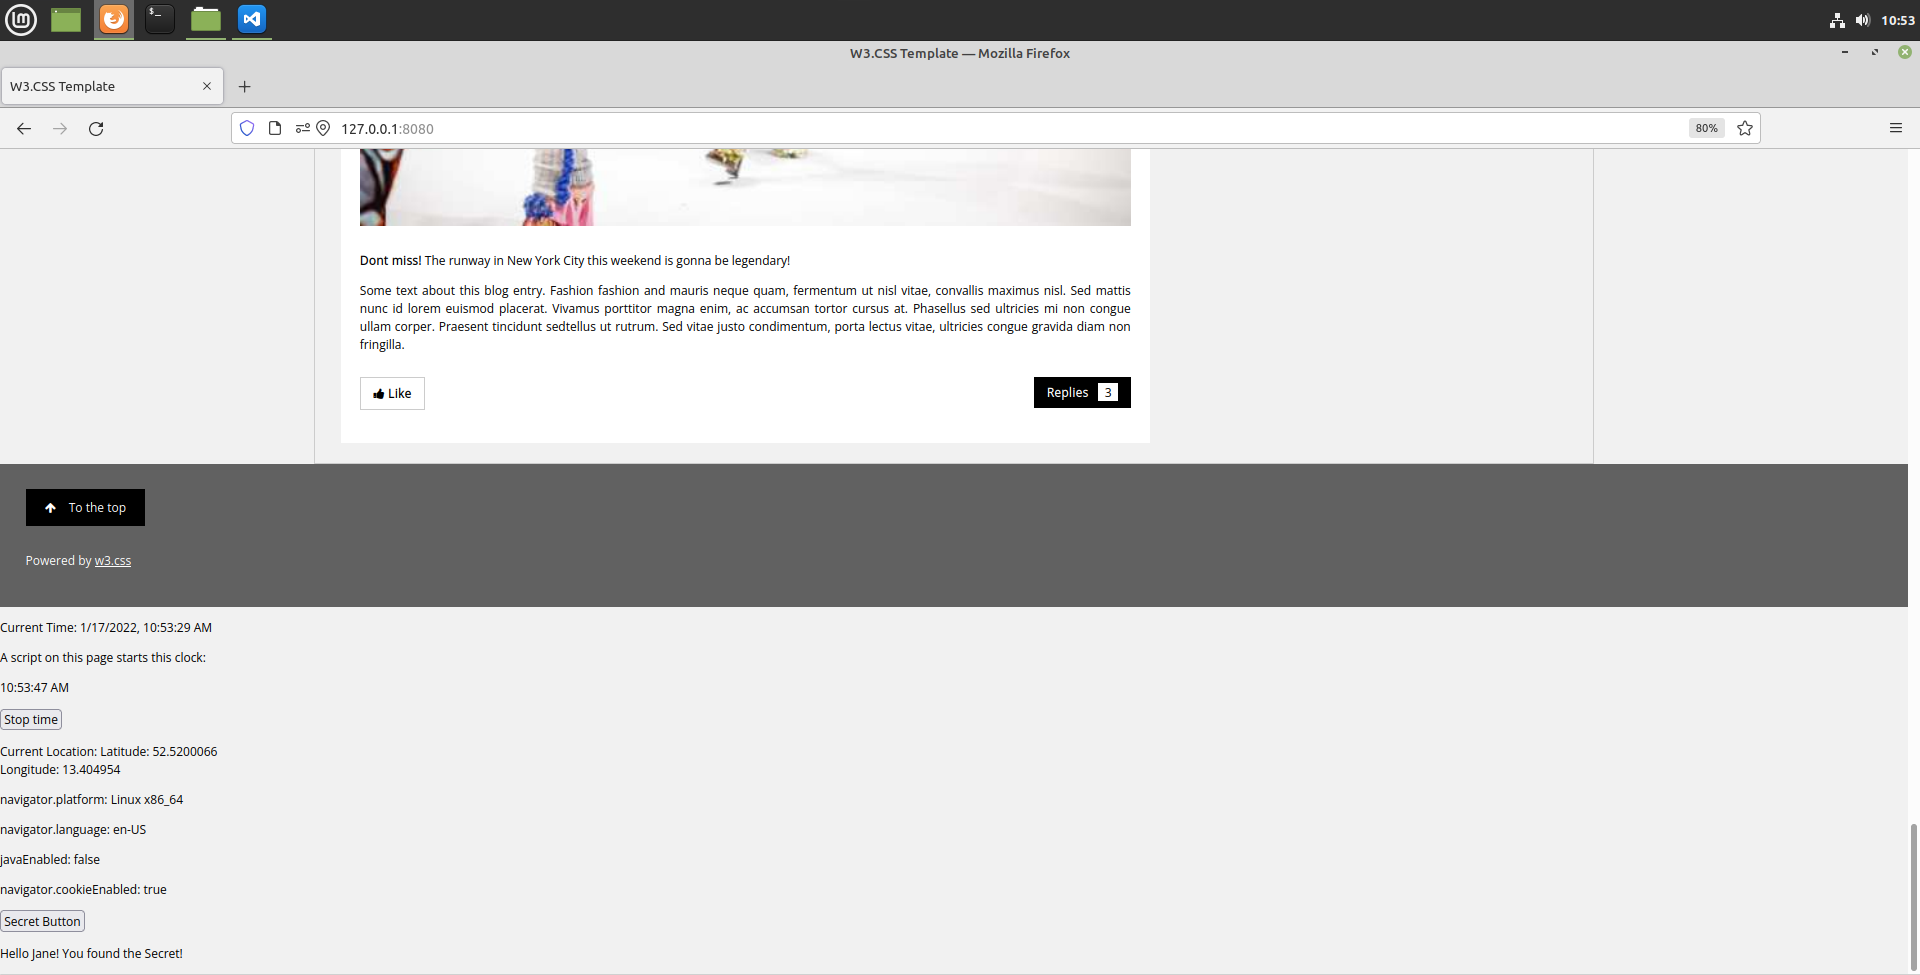 10:53
W3.CSS Template — Mozilla Firefox
W3.CSS Template
127.0.0.1:8080
80%
Dont miss! The runway in New York City this weekend is gonna be legendary!
Some text about this blog entry. Fashion fashion and mauris neque quam, fermentum ut nisl vitae, convallis maximus nisl. Sed mattis
nunc id lorem euismod placerat. Vivamus porttitor magna enim, ac accumsan tortor cursus at. Phasellus sed ultricies mi non congue
ullam corper. Praesent tincidunt sedtellus ut rutrum. Sed vitae justo condimentum, porta lectus vitae, ultricies congue gravida diam non
fringilla.
Like
Replies 3
To the top
Powered by w3.css
Current Time: 1/17/2022, 10:53:29 AM
A script on this page starts this clock:
10:53:47 AM
Stop time
Current Location: Latitude: 52.5200066
Longitude: 13.404954
navigator.platform: Linux x86_64
navigator.language: en-US
javaEnabled: false
navigator.cookieEnabled: true
Secret Button
Hello Jane! You found the Secret!